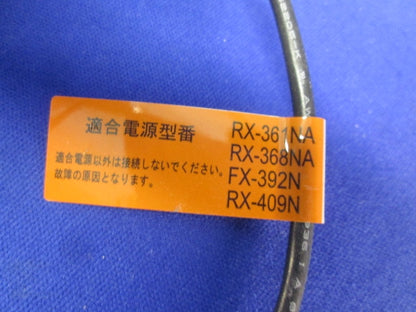 適合電源型番
適合電源以外は接続しないでください。
故障の原因となります。
RX-361NA
RX-368NA
FX-392N
RX-409N